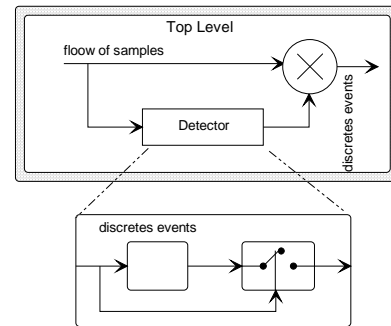 Top Level
floow of samples
Detector
discretes events
discretes events